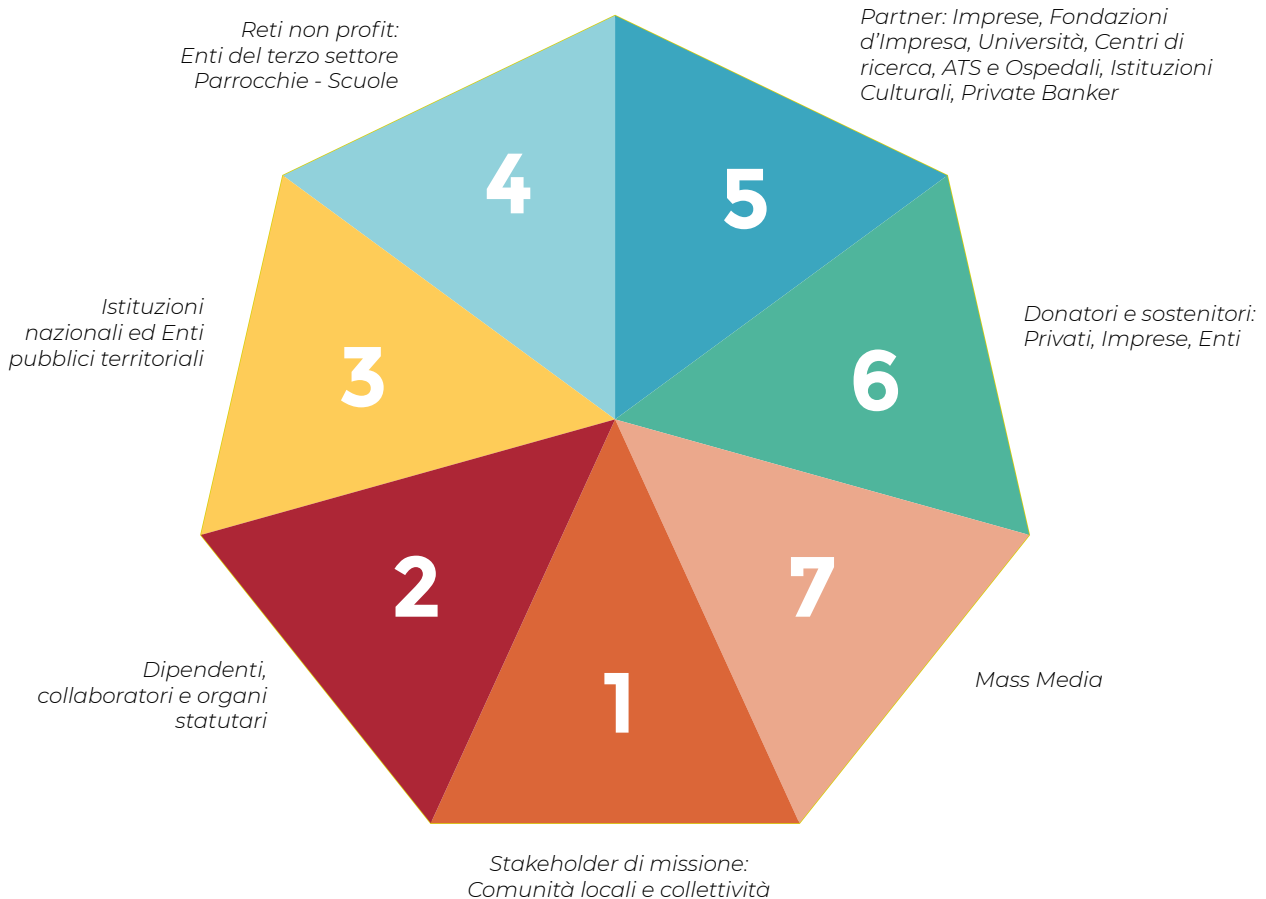 Reti non profit:
Enti del terzo settore
Parrocchie - Scuole
Partner: Imprese, Fondazioni
d’Impresa, Università, Centri di
ricerca, ATS e Ospedali, Istituzioni
Culturali, Private Banker
4
5
Istituzioni
nazionali ed Enti
pubblici territoriali
3
6
Donatori e sostenitori:
Privati, Imprese, Enti
2
7
Dipendenti,
collaboratori e organi
statutari
1
Mass Media
Stakeholder di missione:
Comunità locali e collettività